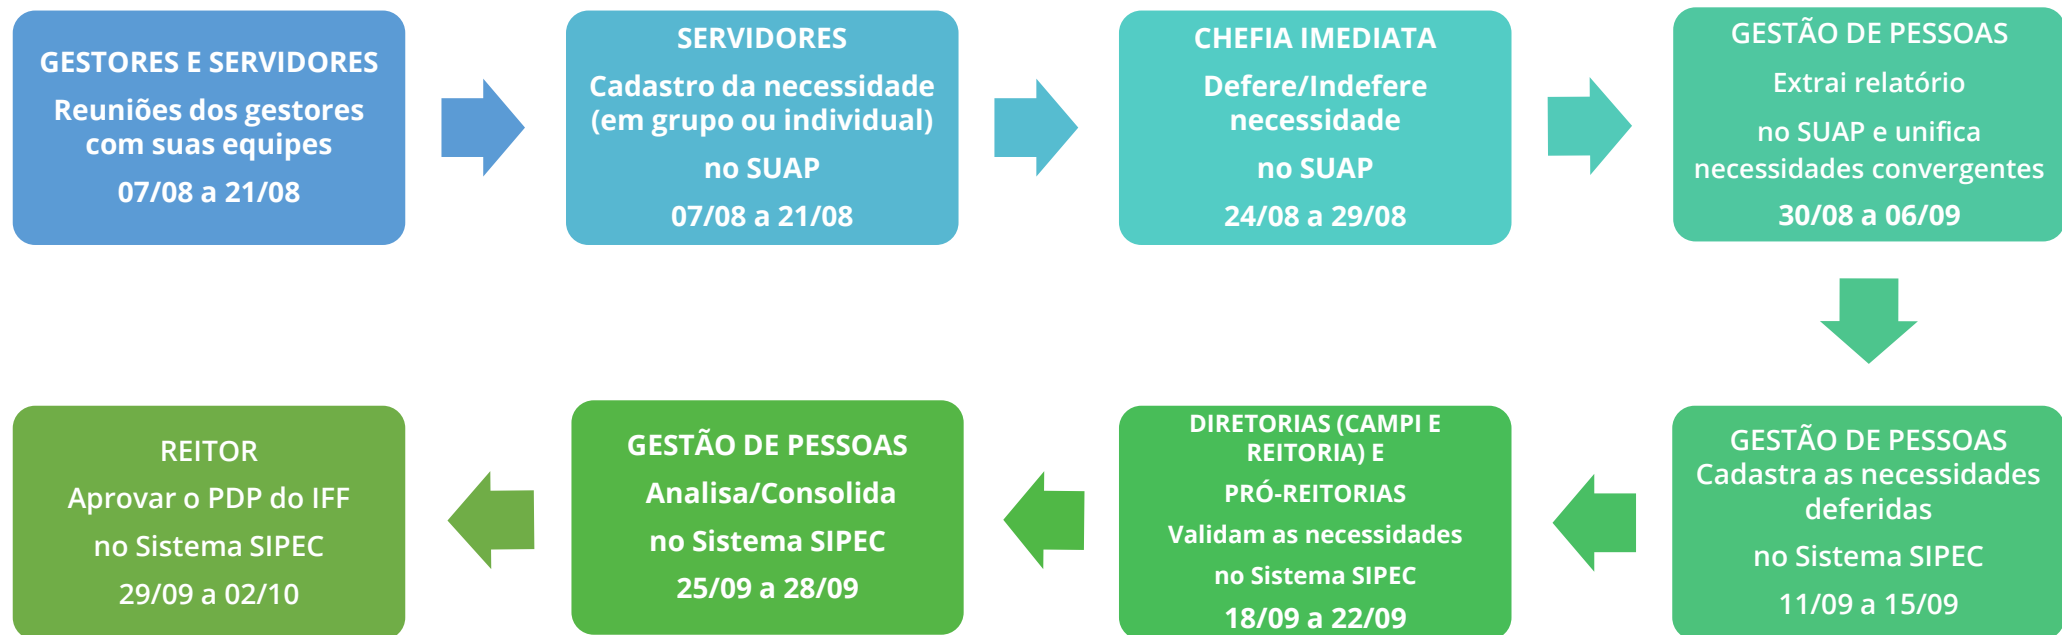 GESTORES E SERVIDORES
Reuniões dos gestores
com suas equipes
07/08 a 21/08
SERVIDORES
Cadastro da necessidade
(em grupo ou individual)
no SUAP
07/08 a 21/08
CHEFIA IMEDIATA
Defere/Indefere
necessidade
no SUAP
24/08 a 29/08
GESTÃO DE PESSOAS
Extrai relatório
no SUAP e unifica
necessidades convergentes
30/08 a 06/09
GESTÃO DE PESSOAS
Cadastra as necessidades
deferidas
no Sistema SIPEC
11/09 a 15/09
DIRETORIAS (CAMPI E
REITORIA) E
PRÓ-REITORIAS
Validam as necessidades
no Sistema SIPEC
18/09 a 22/09
GESTÃO DE PESSOAS
Analisa/Consolida
no Sistema SIPEC
25/09 a 28/09
REITOR
Aprovar o PDP do IFF
no Sistema SIPEC
29/09 a 02/10